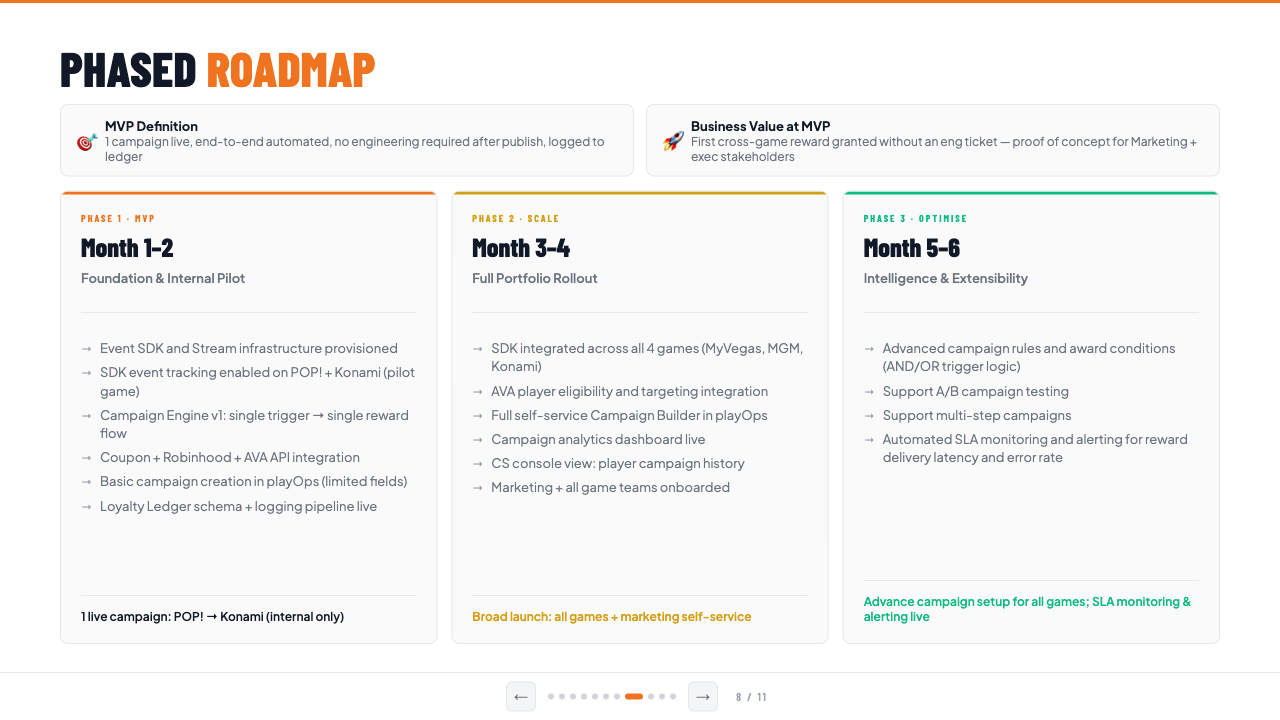 PHASED ROADMAP
MVP Definition
1 campaign live, end-to-end automated, no engineering required after publish, logged to
ledger
Business Value at MVP
First cross-game reward granted without an eng ticket — proof of concept for Marketing +
exec stakeholders
PHASE 1 · MVP
Month 1–2
Foundation & Internal Pilot
→ Event SDK and Stream infrastructure provisioned
→ SDK event tracking enabled on POP! + Konami (pilot
game)
→ Campaign Engine v1: single trigger → single reward
flow
→ Coupon + Robinhood + AVA API integration
→ Basic campaign creation in playOps (limited fields)
→ Loyalty Ledger schema + logging pipeline live
1 live campaign: POP! → Konami (internal only)
PHASE 2 · SCALE
Month 3–4
Full Portfolio Rollout
→ SDK integrated across all 4 games (MyVegas, MGM,
Konami)
→ AVA player eligibility and targeting integration
→ Full self-service Campaign Builder in playOps
→ Campaign analytics dashboard live
→ CS console view: player campaign history
→ Marketing + all game teams onboarded
Broad launch: all games + marketing self-service
PHASE 3 · OPTIMISE
Month 5–6
Intelligence & Extensibility
→ Advanced campaign rules and award conditions
(AND/OR trigger logic)
→ Support A/B campaign testing
→ Support multi-step campaigns
→ Automated SLA monitoring and alerting for reward
delivery latency and error rate
Advance campaign setup for all games; SLA monitoring &
alerting live
← → 8 / 11